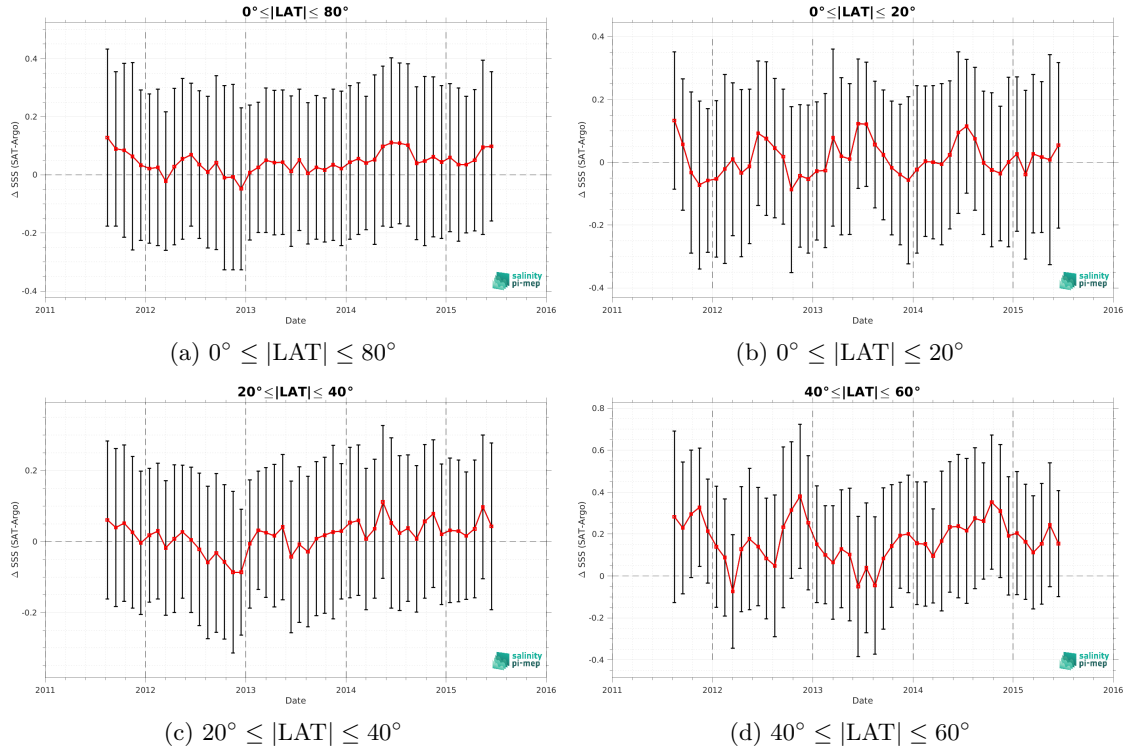 0°≤|LAT|≤ 80°
Δ SSS (SAT-Argo)
0.4
0.2
0
-0.2
-0.4
2011 2012 2013 2014 2015 2016
Date
salinity
pi-mep
(a) 0° ≤ |LAT| ≤ 80°
0°≤|LAT|≤ 20°
Δ SSS (SAT-Argo)
0.4
0.2
0
-0.2
-0.4
2011 2012 2013 2014 2015 2016
Date
salinity
pi-mep
(b) 0° ≤ |LAT| ≤ 20°
20°≤|LAT|≤ 40°
Δ SSS (SAT-Argo)
0.2
0
-0.2
2011 2012 2013 2014 2015 2016
Date
salinity
pi-mep
(c) 20° ≤ |LAT| ≤ 40°
40°≤|LAT|≤ 60°
Δ SSS (SAT-Argo)
0.8
0.6
0.4
0.2
0
-0.2
-0.4
2011 2012 2013 2014 2015 2016
Date
salinity
pi-mep
(d) 40° ≤ |LAT| ≤ 60°